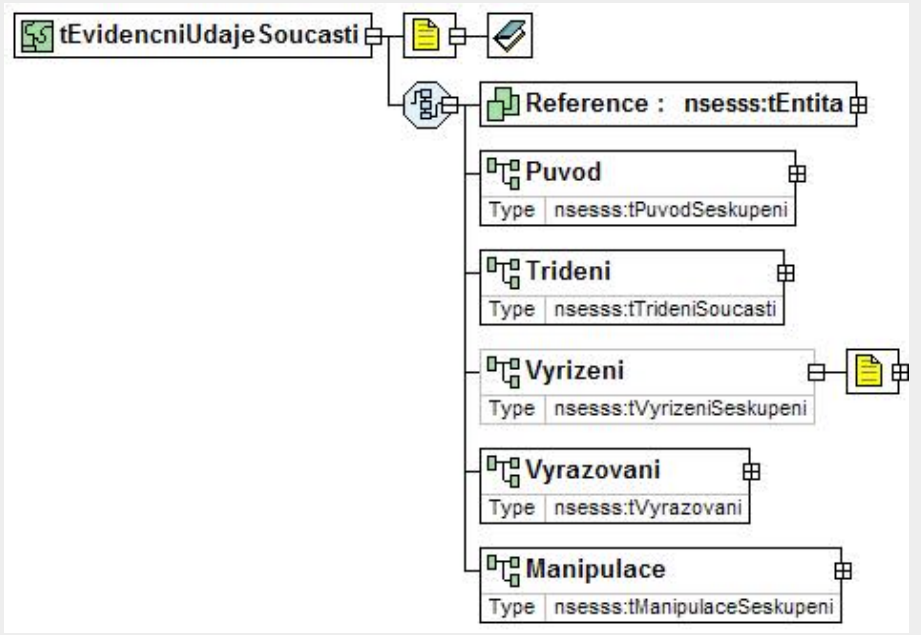 tEvidencniUdajeSoucasti
Reference : nsesss:tEntita
Puvod
Type nsesss:tPuvodSeskupeni
Trideni
Type nsesss:tTrideniSoucasti
Vyrizeni
Type nsesss:tVyrizeniSeskupeni
Vyrazovani
Type nsesss:tVyrazovani
Manipulace
Type nsesss:tManipulaceSeskupeni